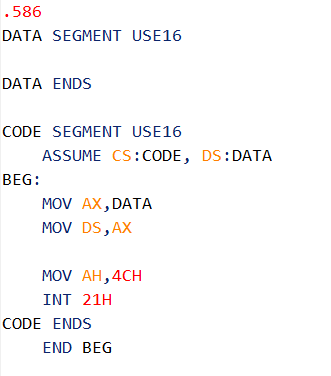 .586
DATA SEGMENT USE16
DATA ENDS
CODE SEGMENT USE16
ASSUME CS:CODE, DS:DATA
BEG:
MOV AX,DATA
MOV DS,AX
MOV AH,4CH
INT 21H
CODE ENDS
END BEG